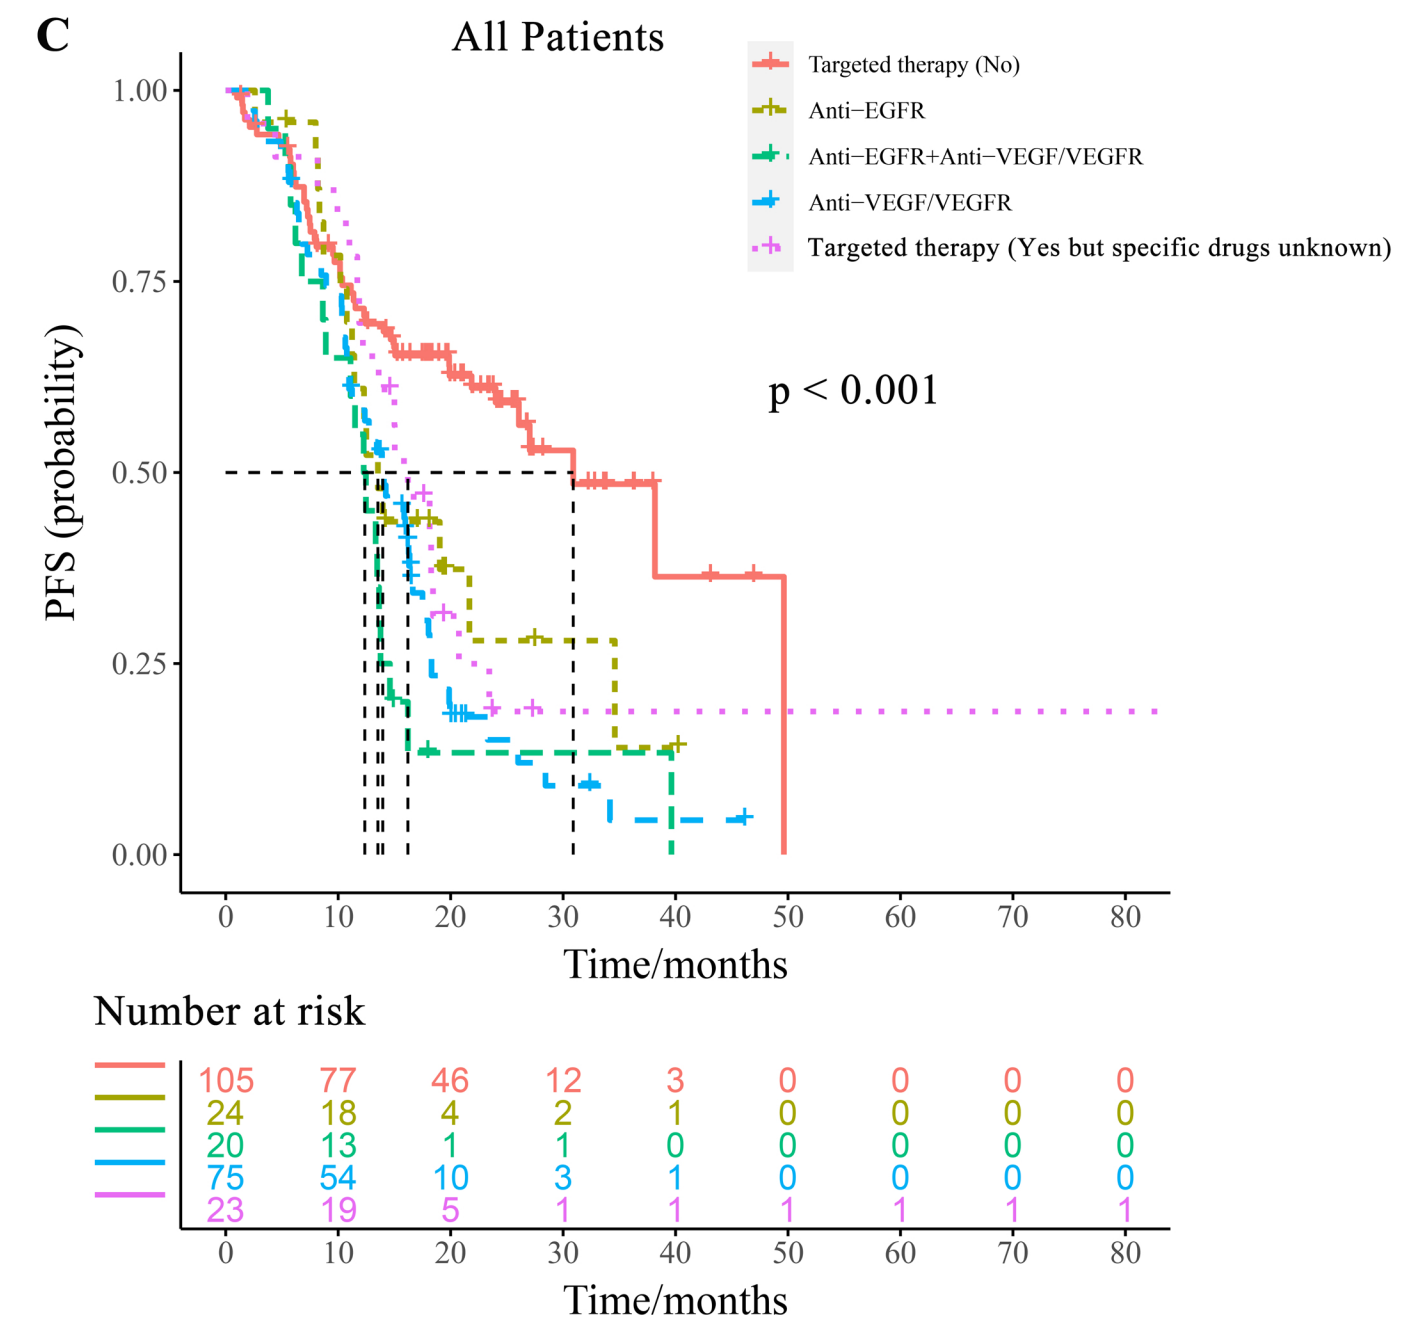 C
All Patients
Targeted therapy (No)
Anti−EGFR
Anti−EGFR+Anti−VEGF/VEGFR
Anti−VEGF/VEGFR
Targeted therapy (Yes but specific drugs unknown)
1.00
0.75
0.50
0.25
0.00
PFS (probability)
p < 0.001
0 10 20 30 40 50 60 70 80
Time/months
Number at risk
105 77 46 12 3 0 0 0 0
24 18 4 2 1 0 0 0 0
20 13 1 1 0 0 0 0 0
75 54 10 3 1 0 0 0 0
23 19 5 1 1 1 1 1 1
0 10 20 30 40 50 60 70 80
Time/months